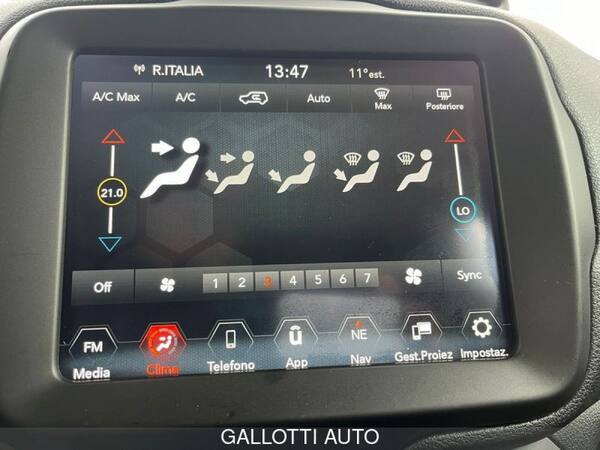 R.ITALIA 13:47 11°est.
A/C Max A/C Auto Max Posteriore
21.0 LO
Off 1 2 3 4 5 6 7 Sync
FM ü NE
Media Clima Telefono App Nav Gest.Proiez Impostaz.
GALLOTTI AUTO